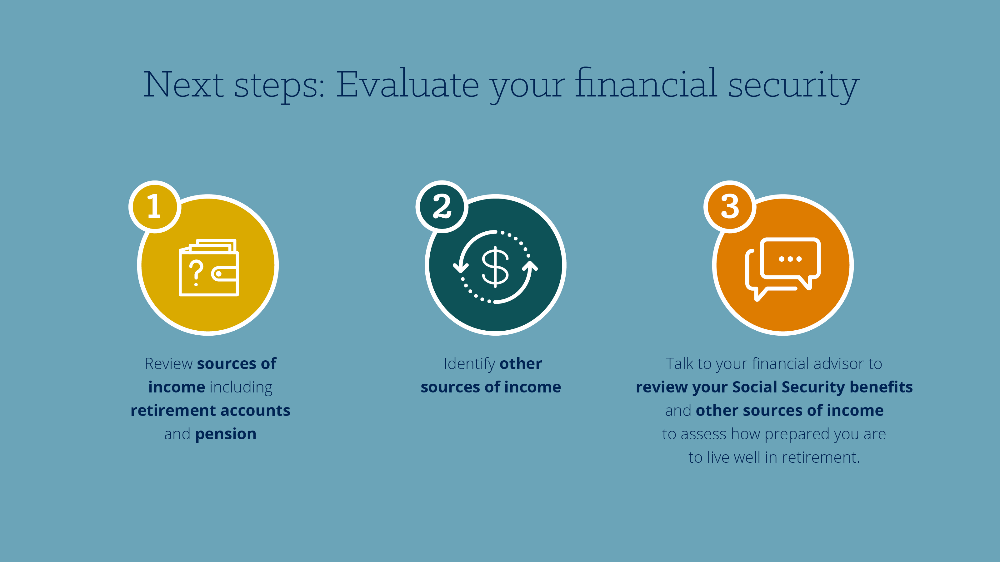 Next steps: Evaluate your financial security
1
Review sources of
income including
retirement accounts
and pension
2
Identify other
sources of income
3
Talk to your financial advisor to
review your Social Security benefits
and other sources of income
to assess how prepared you are
to live well in retirement.